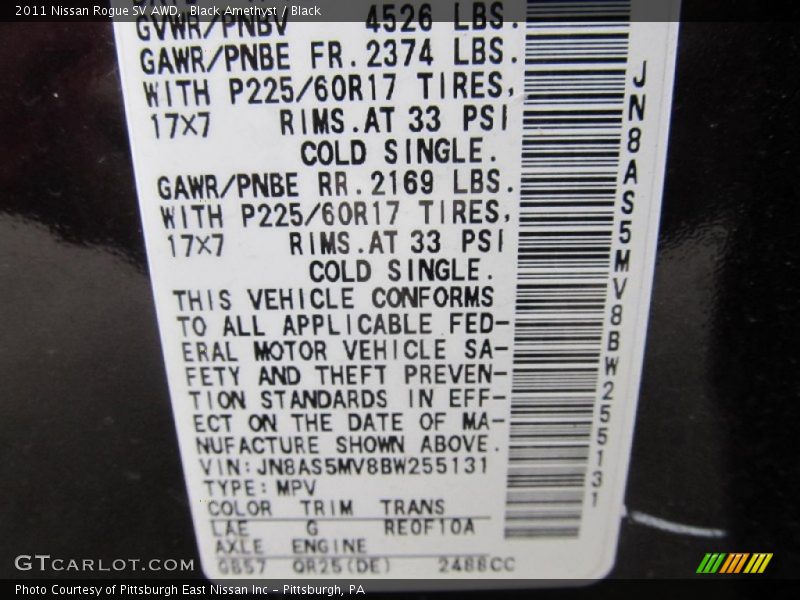 2011 Nissan Rogue SV AWD, Black Amethyst / Black
GVWR/PNBV 4526 LBS.
GAWR/PNBE FR. 2374 LBS.
WITH P225/60R17 TIRES,
17X7 RIMS. AT 33 PSI
COLD SINGLE.
GAWR/PNBE RR. 2169 LBS.
WITH P225/60R17 TIRES,
17X7 RIMS. AT 33 PSI
COLD SINGLE.
THIS VEHICLE CONFORMS
TO ALL APPLICABLE FED-
ERAL MOTOR VEHICLE SA-
FETY AND THEFT PREVEN-
TION STANDARDS IN EFF-
ECT ON THE DATE OF MA-
NUFACTURE SHOWN ABOVE.
VIN: JN8AS5MV8BW255131
TYPE: MPV
COLOR TRIM TRANS
LAE G RE0F10A
AXLE ENGINE
GB57 QR25(DE) 2488CC
JN8AS5MV8BW255131
GTCARLOT.COM
Photo Courtesy of Pittsburgh East Nissan Inc - Pittsburgh, PA